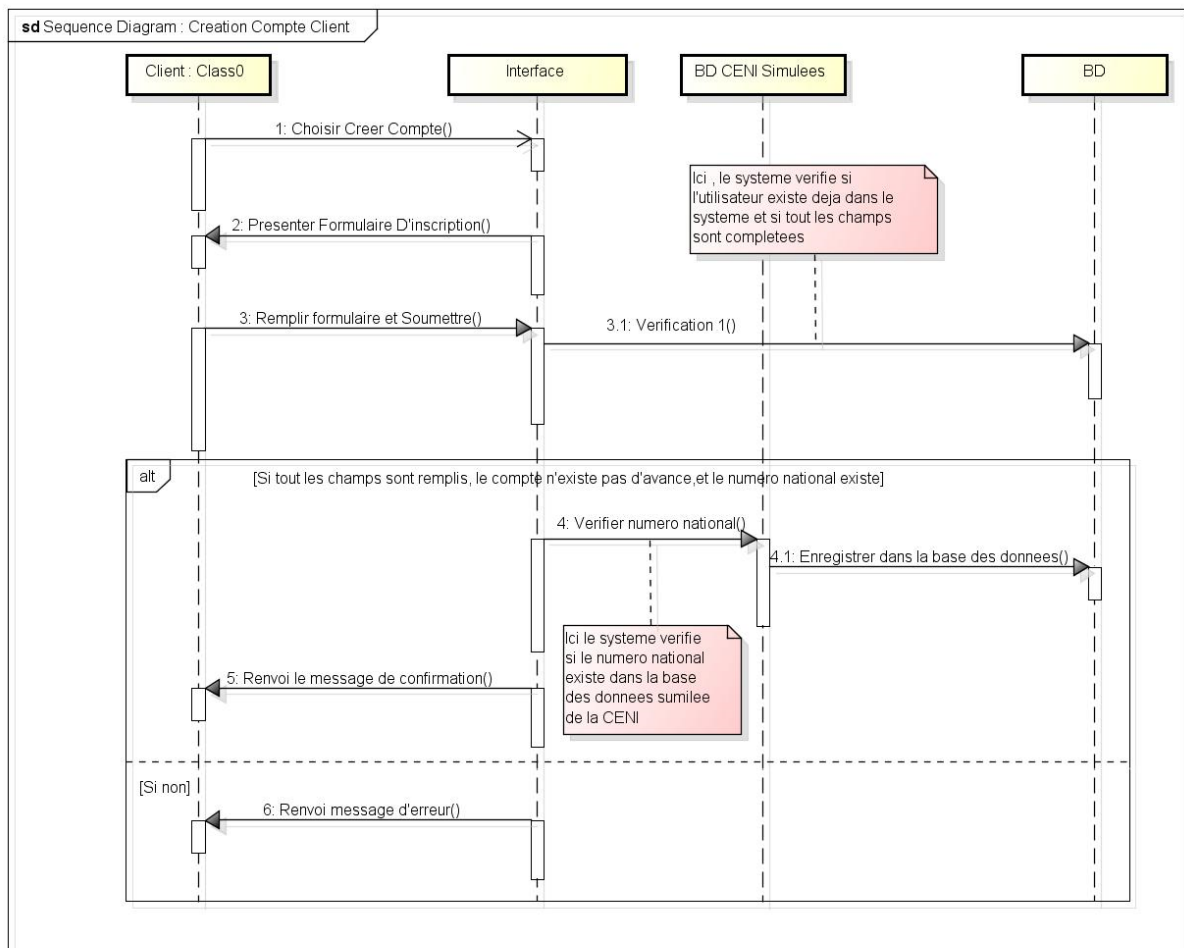 sd Sequence Diagram : Creation Compte Client
Client : Class0
Interface
BD CENI Simulees
BD
1: Choisir Creer Compte()
Ici , le systeme verifie si
l'utilisateur existe deja dans le
systeme et si tout les champs
sont completees
2: Presenter Formulaire D'inscription()
3: Remplir formulaire et Soumettre()
3.1: Verification 1()
alt
[Si tout les champs sont remplis, le compte n'existe pas d'avance,et le numero national existe]
4: Verifier numero national()
4.1: Enregistrer dans la base des donnees()
Ici le systeme verifie
si le numero national
existe dans la base
des donnees sumilee
de la CENI
5: Renvoi le message de confirmation()
[Si non]
6: Renvoi message d'erreur()